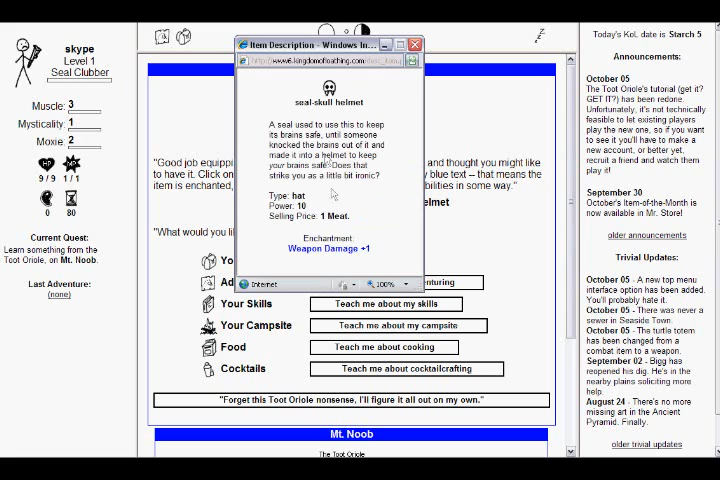 skype
Level 1
Seal Clubber
Muscle: 3
Mysticality: 1
Moxie: 2
HP
MP
9 / 9
1 / 1
0
80
Current Quest:
Learn something from the
Toot Oriole, on Mt. Noob.
Last Adventure:
(none)
Item Description - Windows In...
http://www6.kingdomofloathing.com/desc_item.p
seal-skull helmet
A seal used to use this to keep
its brains safe, until someone
knocked the brains out of it and
made it into a helmet to keep
your brains safe. Does that
strike you as a little bit ironic?
Type: hat
Power: 10
Selling Price: 1 Meat.
Enchantment:
Weapon Damage +1
Internet
100%
"Good job equippi
and thought you might like
to have it. Click on
y blue text -- that means the
item is enchanted,
bilities in some way."
elmet
"What would you li
Yo
Ad
enturing
Your Skills
Teach me about my skills
Your Campsite
Teach me about my campsite
Food
Teach me about cooking
Cocktails
Teach me about cocktailcrafting
"Forget this Toot Oriole nonsense, I'll figure it all out on my own."
Mt. Noob
The Toot Oriole
Today's KoL date is Starch 5
Announcements:
October 05
The Toot Oriole's tutorial (get it?
GET IT?) has been redone.
Unfortunately, it's not technically
feasible to let existing players
play the new one, so if you
want to see it you'll have to
make a new account, or better yet,
recruit a friend and watch them
play it!
September 30
October's Item-of-the-Month is
now available in Mr. Store!
older announcements
Trivial Updates:
October 05 - A new top menu
interface option has been added.
You'll probably hate it.
October 05 - There was never a
sewer in Seaside Town.
October 05 - The turtle totem
has been changed from a
combat item to a weapon.
September 02 - Bigg has
reopened his dig. He's in the
nearby plains soliciting more
help.
August 24 - There's no more
missing art in the Ancient
Pyramid. Finally.
older trivial updates